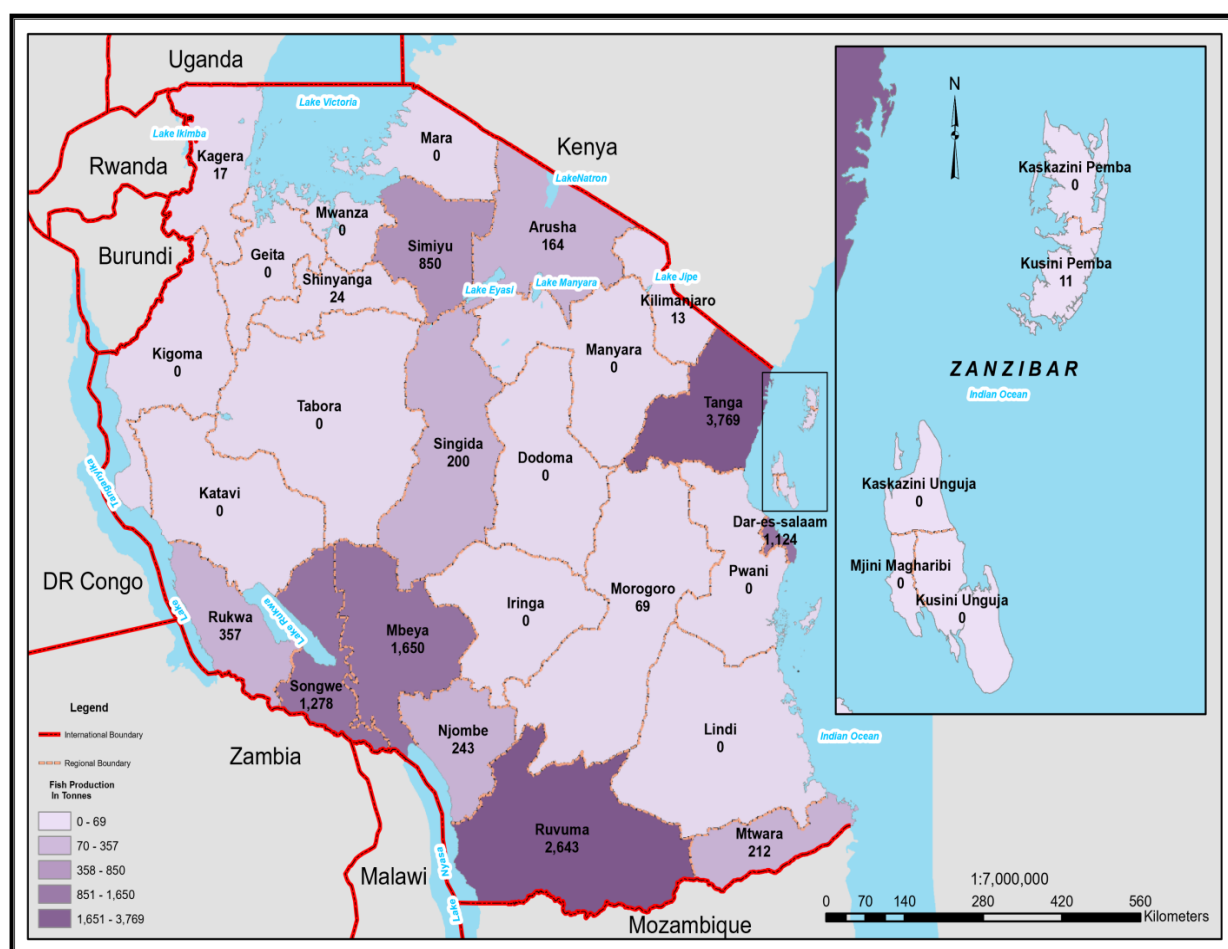 Uganda
Lake Victoria
Lake Ikimba
Kagera
17
Mara
0
Kenya
Rwanda
LakeNatron
Mwanza
0
Arusha
164
Simiyu
850
Burundi
Geita
0
Shinyanga
24
Lake Eyasi
Lake Manyara
Lake Jipe
Kilimanjaro
13
Kigoma
0
Manyara
0
Tabora
0
Tanga
3,769
Singida
200
Dodoma
0
Katavi
0
Lake Tanganyika
Dar-es-salaam
1,124
DR Congo
Pwani
0
Morogoro
69
Iringa
0
Rukwa
357
Lake Rukwa
Mbeya
1,650
Songwe
1,278
Njombe
243
Lindi
0
Indian Ocean
Zambia
Ruvuma
2,643
Mtwara
212
Malawi
Lake Nyasa
Mozambique
N
Kaskazini Pemba
0
Kusini Pemba
11
ZANZIBAR
Indian Ocean
Kaskazini Unguja
0
Mjini Magharibi
0
Kusini Unguja
0
Legend
International Boundary
Regional Boundary
Fish Production
In Tonnes
0 - 69
70 - 357
358 - 850
851 - 1,650
1,651 - 3,769
1:7,000,000
0 70 140 280 420 560
Kilometers